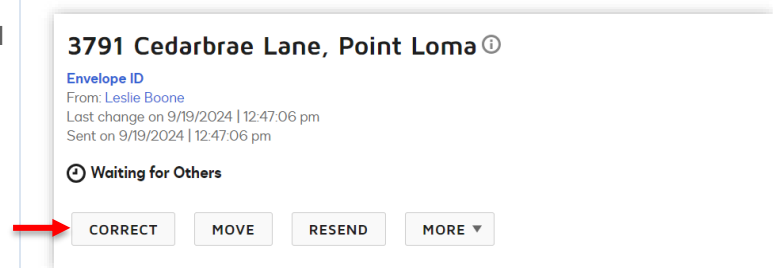 3791 Cedarbrae Lane, Point Loma
Envelope ID
From: Leslie Boone
Last change on 9/19/2024 | 12:47:06 pm
Sent on 9/19/2024 | 12:47:06 pm
Waiting for Others
CORRECT MOVE RESEND MORE